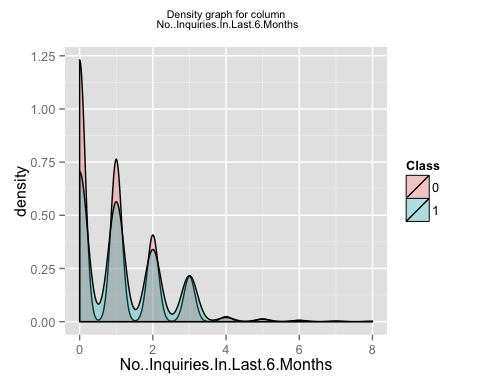 Density graph for column
No..Inquiries.In.Last.6.Months
1.25
1.00
0.75
0.50
0.25
0.00
density
0 2 4 6 8
No..Inquiries.In.Last.6.Months
Class
0
1